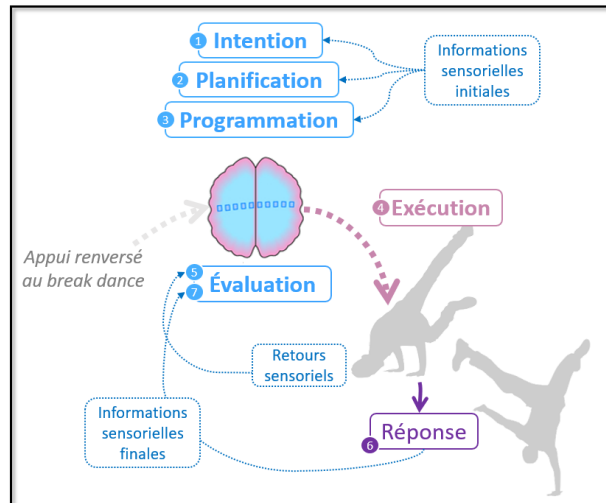 1 Intention
2 Planification
3 Programmation
Informations
sensorielles
initiales
4 Exécution
Appui renversé
au break dance
5
7
Évaluation
Retours
sensoriels
Informations
sensorielles
finales
6 Réponse